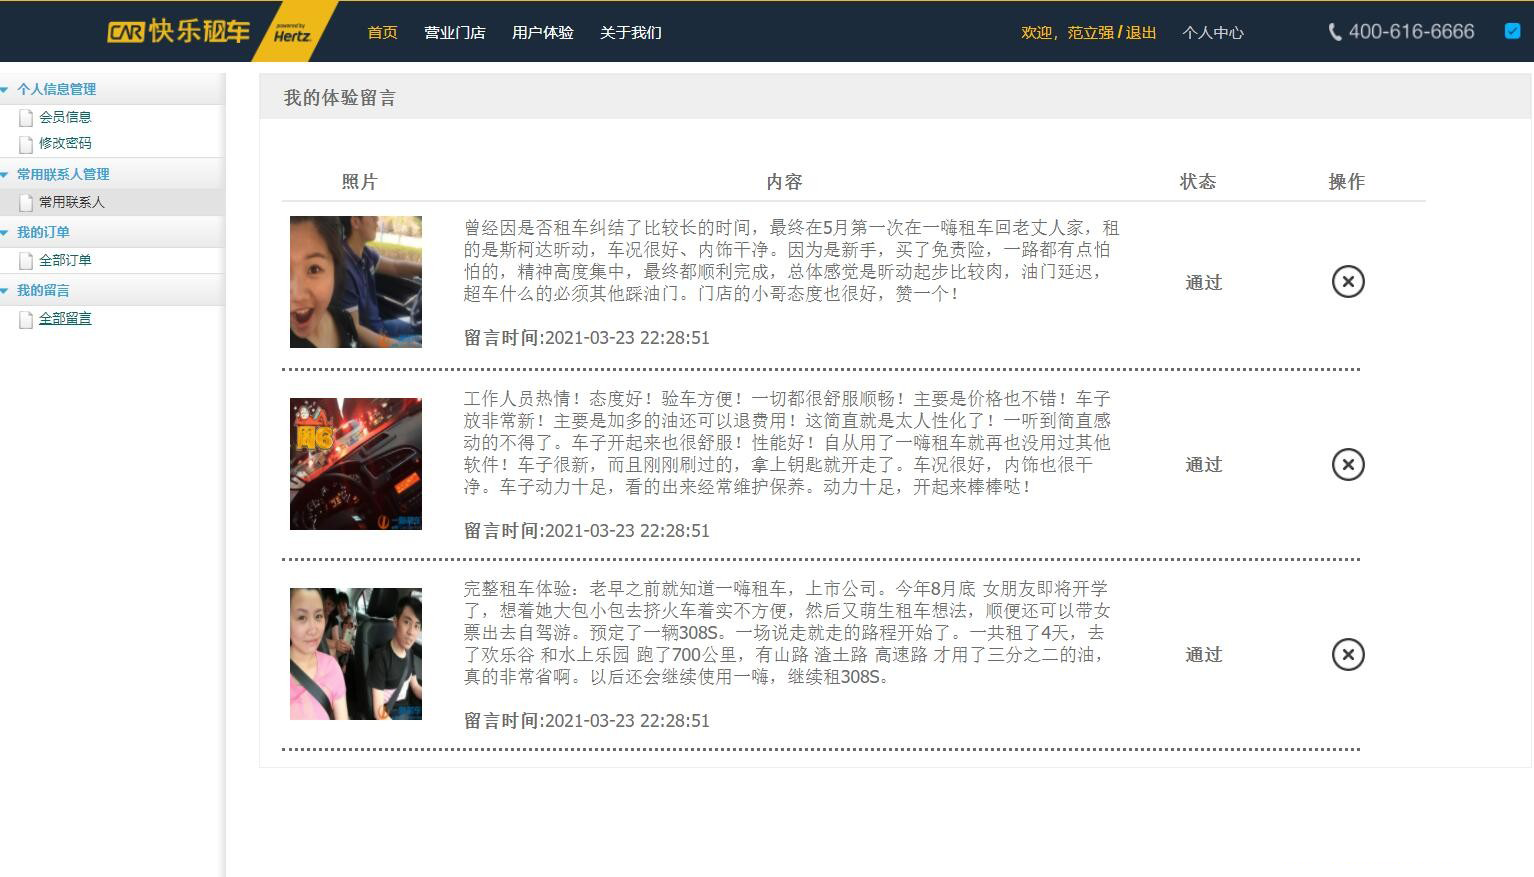 CAR 快乐租车 powered by Hertz. 首页 营业门店 用户体验 关于我们 欢迎，范立强 / 退出 个人中心 400-616-6666
个人信息管理
会员信息
修改密码
常用联系人管理
常用联系人
我的订单
全部订单
我的留言
全部留言
我的体验留言
照片 内容 状态 操作
曾经因是否租车纠结了比较长的时间，最终在5月第一次在一嗨租车回老丈人家，租
的是斯柯达昕动，车况很好、内饰干净。因为是新手，买了免责险，一路都有点怕
怕的，精神高度集中，最终都顺利完成，总体感觉是昕动起步比较肉，油门延迟，
超车什么的必须其他踩油门。门店的小哥态度也很好，赞一个！
通过
留言时间:2021-03-23 22:28:51
周6
工作人员热情！态度好！验车方便！一切都很舒服顺畅！主要是价格也不错！车子
放非常新！主要是加多的油还可以退费用！这简直就是太人性化了！一听到简直感
动的不得了。车子开起来也很舒服！性能好！自从用了一嗨租车就再也没用过其他
软件！车子很新，而且刚刚刷过的，拿上钥匙就开走了。车况很好，内饰也很干
净。车子动力十足，看的出来经常维护保养。动力十足，开起来棒棒哒！
通过
留言时间:2021-03-23 22:28:51
完整租车体验：老早之前就知道一嗨租车，上市公司。今年8月底 女朋友即将开学
了，想着她大包小包去挤火车着实不方便，然后又萌生租车想法，顺便还可以带女
票出去自驾游。预定了一辆308S。一场说走就走的路程开始了。一共租了4天，去
了欢乐谷 和水上乐园 跑了700公里，有山路 渣土路 高速路 才用了三分之二的油，
真的非常省啊。以后还会继续使用一嗨，继续租308S。
通过
留言时间:2021-03-23 22:28:51